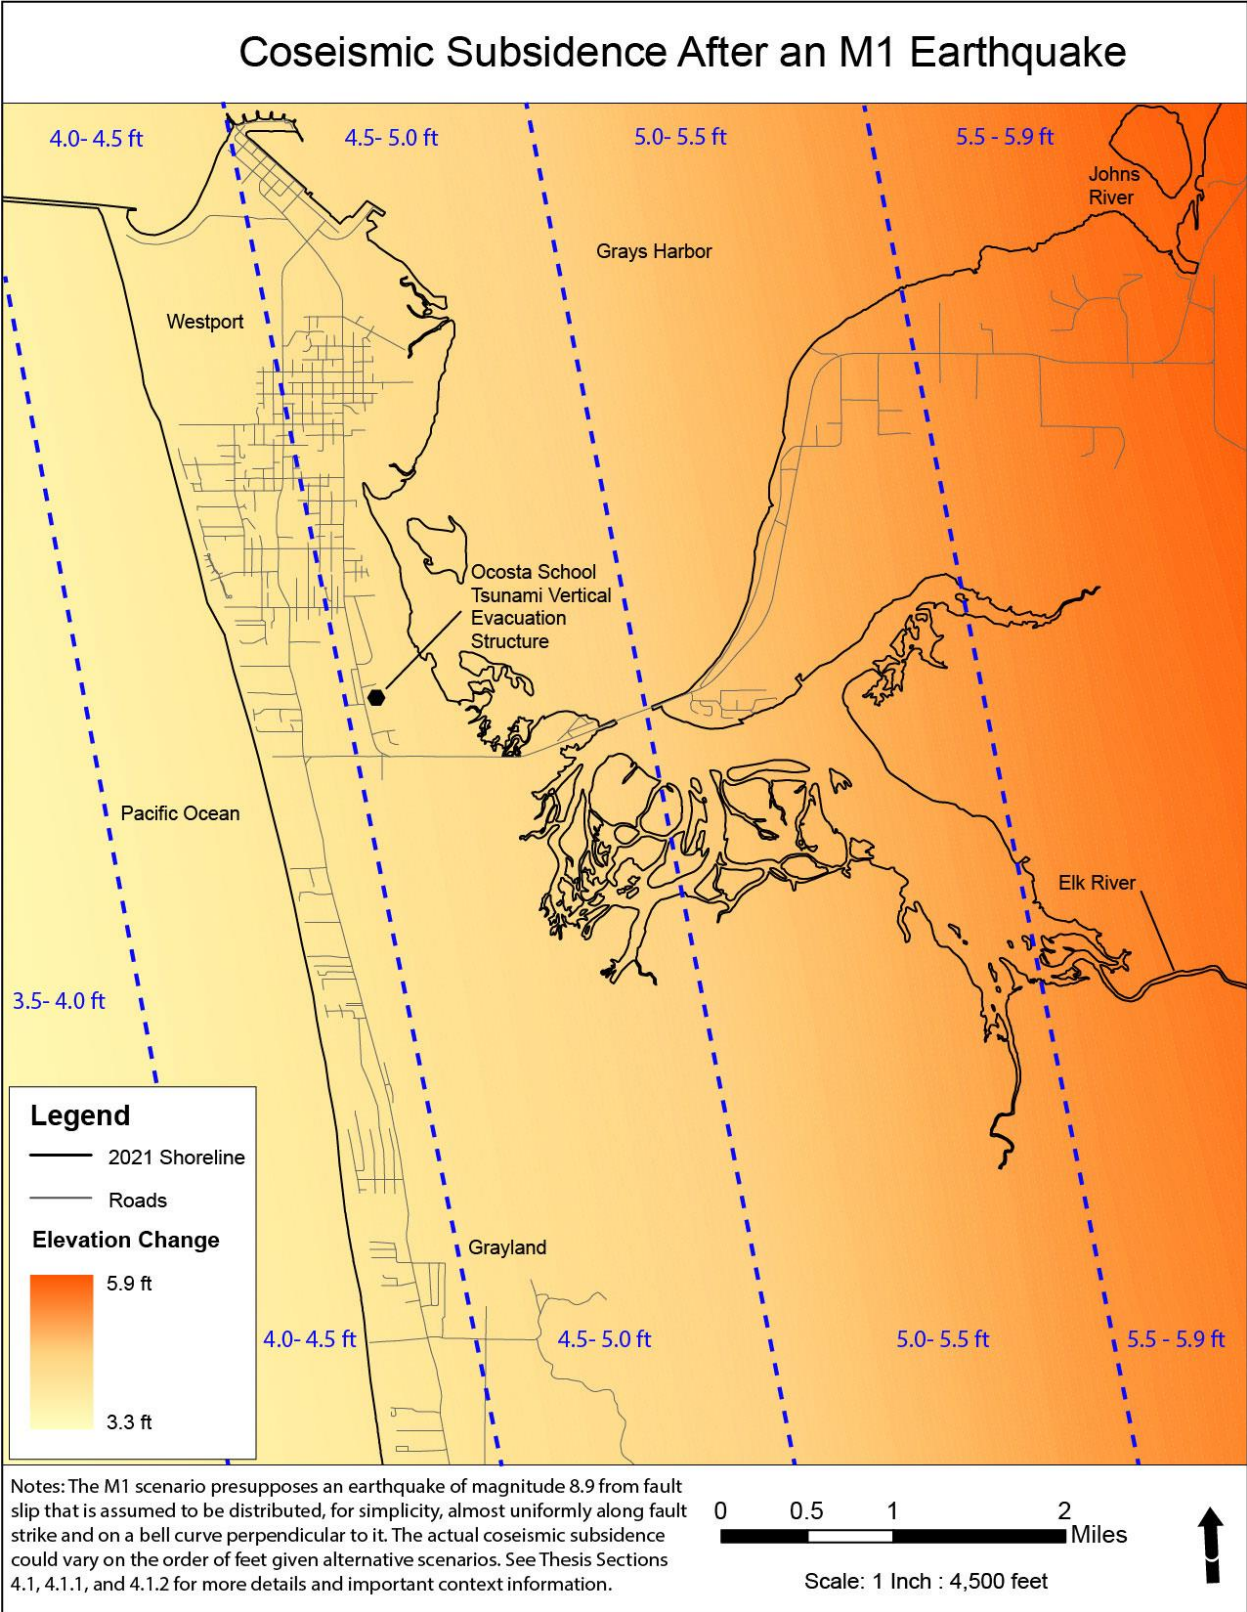 Coseismic Subsidence After an M1 Earthquake
4.0- 4.5 ft
4.5- 5.0 ft
5.0- 5.5 ft
5.5 - 5.9 ft
Johns
River
Grays Harbor
Westport
Ocosta School
Tsunami Vertical
Evacuation
Structure
Pacific Ocean
Elk River
3.5- 4.0 ft
Legend
2021 Shoreline
Roads
Elevation Change
5.9 ft
3.3 ft
Grayland
4.0- 4.5 ft
4.5- 5.0 ft
5.0- 5.5 ft
5.5 - 5.9 ft
Notes: The M1 scenario presupposes an earthquake of magnitude 8.9 from fault
slip that is assumed to be distributed, for simplicity, almost uniformly along fault
strike and on a bell curve perpendicular to it. The actual coseismic subsidence
could vary on the order of feet given alternative scenarios. See Thesis Sections
4.1, 4.1.1, and 4.1.2 for more details and important context information.
0 0.5 1 2
Miles
Scale: 1 Inch : 4,500 feet